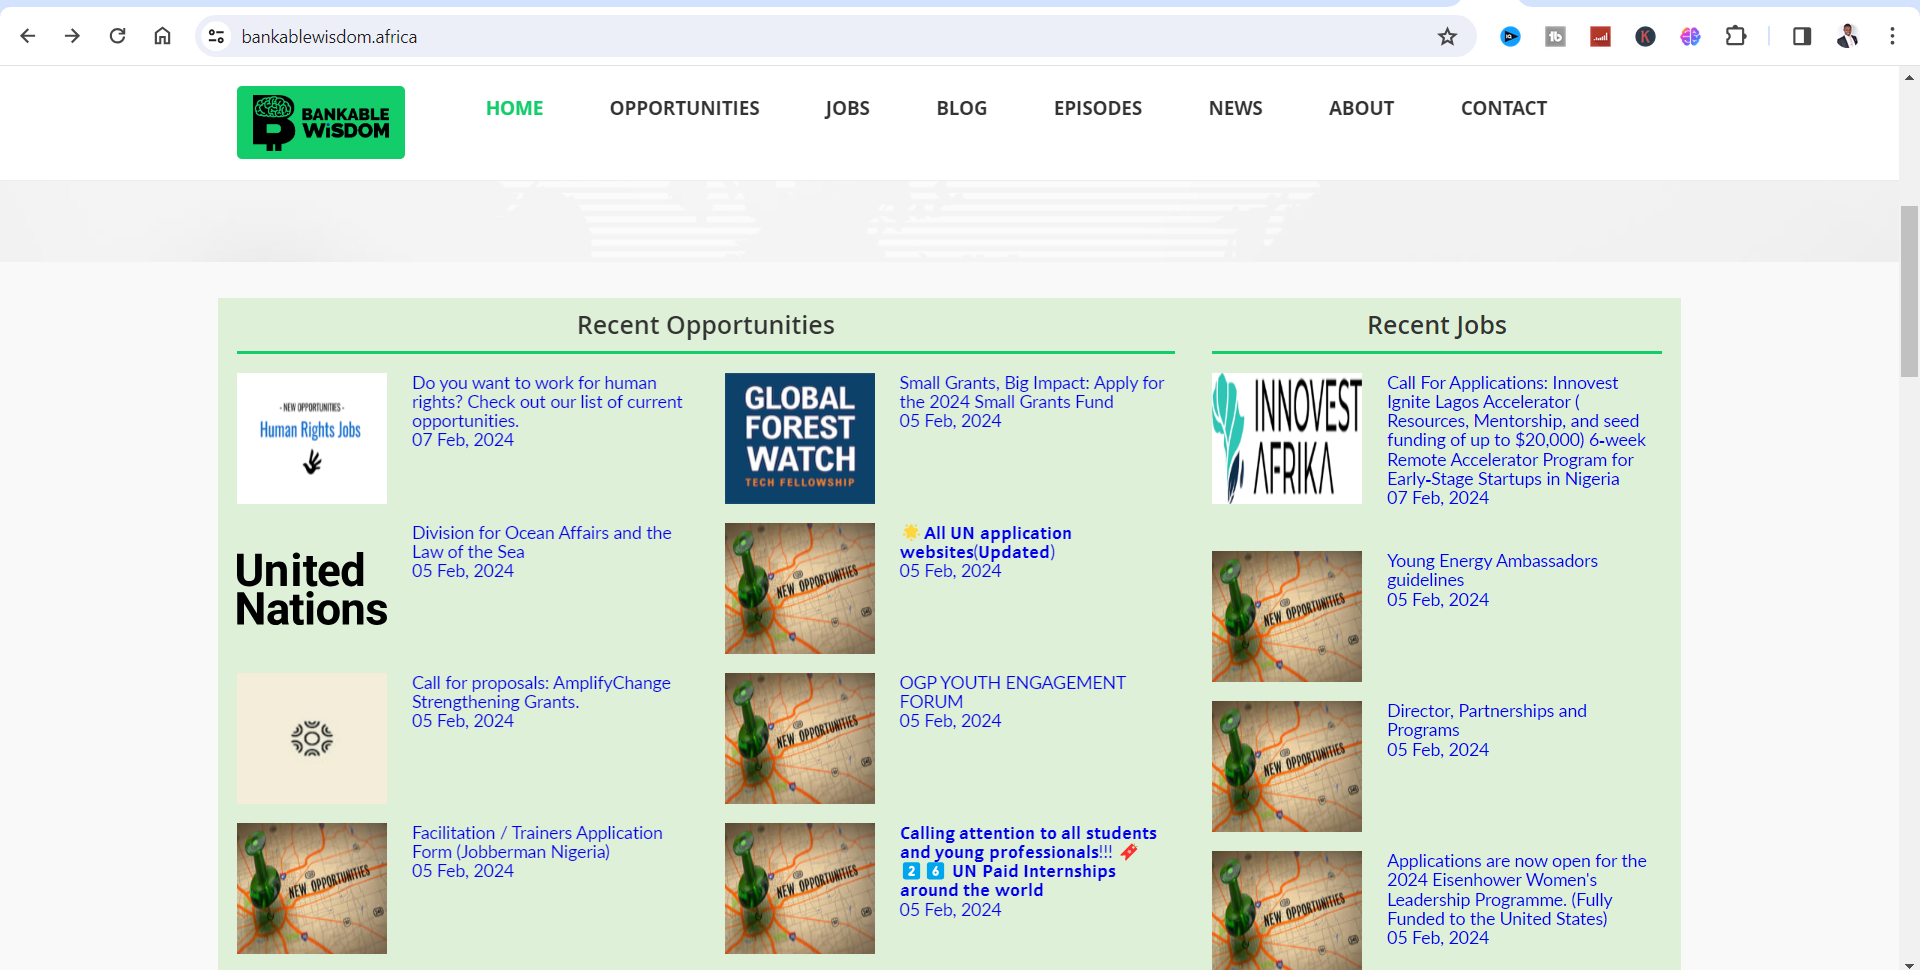 bankablewisdom.africa
BANKABLE
WiSDOM
HOME
OPPORTUNITIES
JOBS
BLOG
EPISODES
NEWS
ABOUT
CONTACT
Recent Opportunities
- NEW OPPORTUNITIES -
Human Rights Jobs
Do you want to work for human
rights? Check out our list of current
opportunities.
07 Feb, 2024
United
Nations
Division for Ocean Affairs and the
Law of the Sea
05 Feb, 2024
Call for proposals: AmplifyChange
Strengthening Grants.
05 Feb, 2024
NEW OPPORTUNITIES
Facilitation / Trainers Application
Form (Jobberman Nigeria)
05 Feb, 2024
GLOBAL
FOREST
WATCH
TECH FELLOWSHIP
Small Grants, Big Impact: Apply for
the 2024 Small Grants Fund
05 Feb, 2024
NEW OPPORTUNITIES
🌟All UN application
websites(Updated)
05 Feb, 2024
NEW OPPORTUNITIES
OGP YOUTH ENGAGEMENT
FORUM
05 Feb, 2024
NEW OPPORTUNITIES
Calling attention to all students
and young professionals!!! 🧨
2️⃣ 6️⃣ UN Paid Internships
around the world
05 Feb, 2024
Recent Jobs
INNOVEST
AFRIKA
Call For Applications: Innovest
Ignite Lagos Accelerator (
Resources, Mentorship, and seed
funding of up to $20,000) 6-week
Remote Accelerator Program for
Early-Stage Startups in Nigeria
07 Feb, 2024
NEW OPPORTUNITIES
Young Energy Ambassadors
guidelines
05 Feb, 2024
NEW OPPORTUNITIES
Director, Partnerships and
Programs
05 Feb, 2024
NEW OPPORTUNITIES
Applications are now open for the
2024 Eisenhower Women's
Leadership Programme. (Fully
Funded to the United States)
05 Feb, 2024